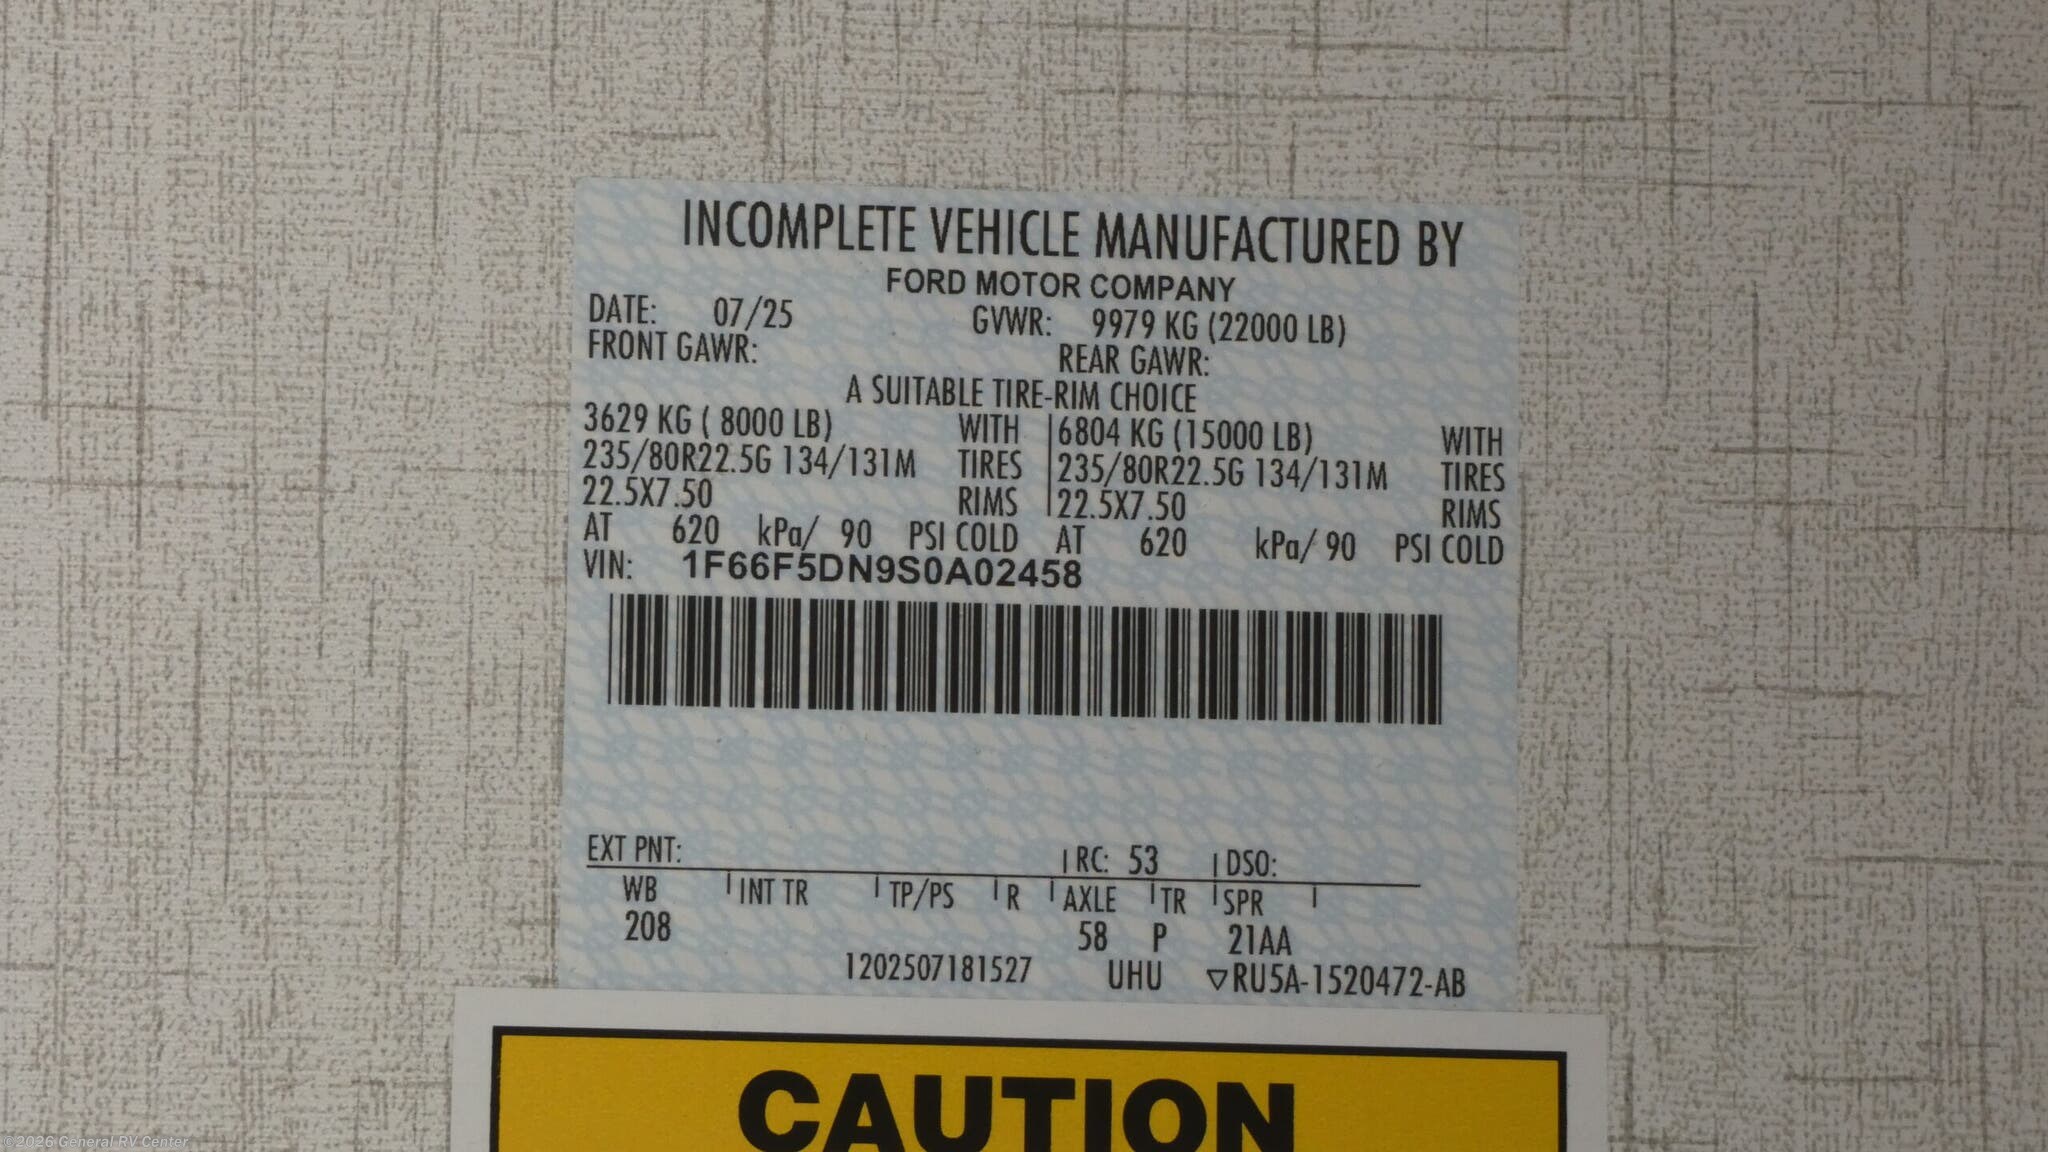 INCOMPLETE VEHICLE MANUFACTURED BY
FORD MOTOR COMPANY
DATE: 07/25 GVWR: 9979 KG (22000 LB)
FRONT GAWR: REAR GAWR:
A SUITABLE TIRE-RIM CHOICE
3629 KG ( 8000 LB) WITH 6804 KG (15000 LB) WITH
235/80R22.5G 134/131M TIRES 235/80R22.5G 134/131M TIRES
22.5X7.50 RIMS 22.5X7.50 RIMS
AT 620 kPa/ 90 PSI COLD AT 620 kPa/ 90 PSI COLD
VIN: 1F66F5DN9S0A02458
EXT PNT: RC: 53 DSO:
WB INT TR TP/PS R AXLE TR SPR
208 58 P 21AA
1202507181527 UHU ▽RU5A-1520472-AB
CAUTION
©2026 General RV Center